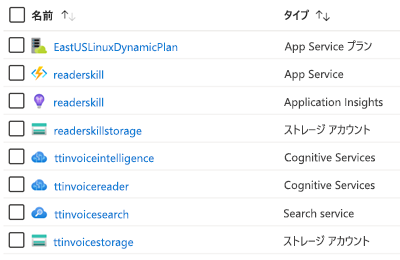 名前 ↑↓ タイプ ↑↓
EastUSLinuxDynamicPlan App Service プラン
readerskill App Service
readerskill Application Insights
readerskillstorage ストレージ アカウント
ttinvoiceintelligence Cognitive Services
ttinvoicereader Cognitive Services
ttinvoicesearch Search service
ttinvoicestorage ストレージ アカウント